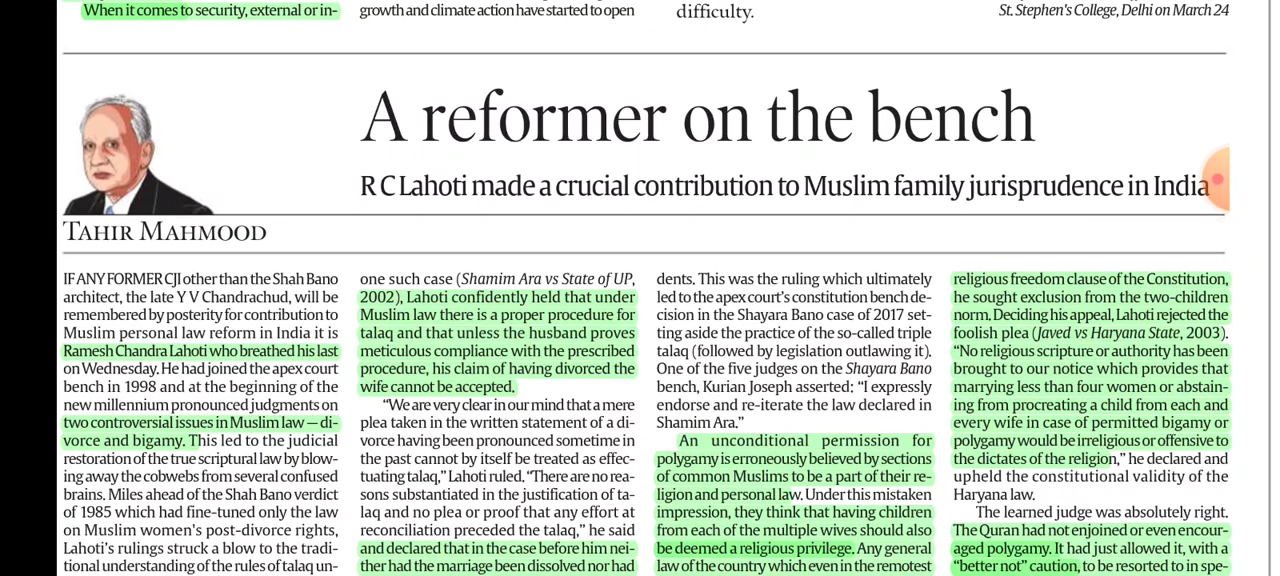 When it comes to security, external or in-
growth and climate action have started to open
difficulty.
St. Stephen's College, Delhi on March 24
A reformer on the bench
R C Lahoti made a crucial contribution to Muslim family jurisprudence in India
TAHIR MAHMOOD
IF ANY FORMER CJI other than the Shah Bano
architect, the late Y V Chandrachud, will be
remembered by posterity for contribution to
Muslim personal law reform in India it is
Ramesh Chandra Lahoti who breathed his last
on Wednesday. He had joined the apex court
bench in 1998 and at the beginning of the
new millennium pronounced judgments on
two controversial issues in Muslim law — di-
vorce and bigamy. This led to the judicial
restoration of the true scriptural law by blow-
ing away the cobwebs from several confused
brains. Miles ahead of the Shah Bano verdict
of 1985 which had fine-tuned only the law
on Muslim women's post-divorce rights,
Lahoti's rulings struck a blow to the tradi-
tional understanding of the rules of talaq un-
one such case (Shamim Ara vs State of UP,
2002), Lahoti confidently held that under
Muslim law there is a proper procedure for
talaq and that unless the husband proves
meticulous compliance with the prescribed
procedure, his claim of having divorced the
wife cannot be accepted.
"We are very clear in our mind that a mere
plea taken in the written statement of a di-
vorce having been pronounced sometime in
the past cannot by itself be treated as effec-
tuating talaq," Lahoti ruled. "There are no rea-
sons substantiated in the justification of ta-
laq and no plea or proof that any effort at
reconciliation preceded the talaq," he said
and declared that in the case before him nei-
ther had the marriage been dissolved nor had
dents. This was the ruling which ultimately
led to the apex court's constitution bench de-
cision in the Shayara Bano case of 2017 set-
ting aside the practice of the so-called triple
talaq (followed by legislation outlawing it).
One of the five judges on the Shayara Bano
bench, Kurian Joseph asserted: "I expressly
endorse and re-iterate the law declared in
Shamim Ara."
An unconditional permission for
polygamy is erroneously believed by sections
of common Muslims to be a part of their re-
ligion and personal law. Under this mistaken
impression, they think that having children
from each of the multiple wives should also
be deemed a religious privilege. Any general
law of the country which even in the remotest
religious freedom clause of the Constitution,
he sought exclusion from the two-children
norm. Deciding his appeal, Lahoti rejected the
foolish plea (Javed vs Haryana State, 2003).
"No religious scripture or authority has been
brought to our notice which provides that
marrying less than four women or abstain-
ing from procreating a child from each and
every wife in case of permitted bigamy or
polygamy would be irreligious or offensive to
the dictates of the religion," he declared and
upheld the constitutional validity of the
Haryana law.
The learned judge was absolutely right.
The Quran had not enjoined or even encour-
aged polygamy. It had just allowed it, with a
"better not" caution, to be resorted to in spe-